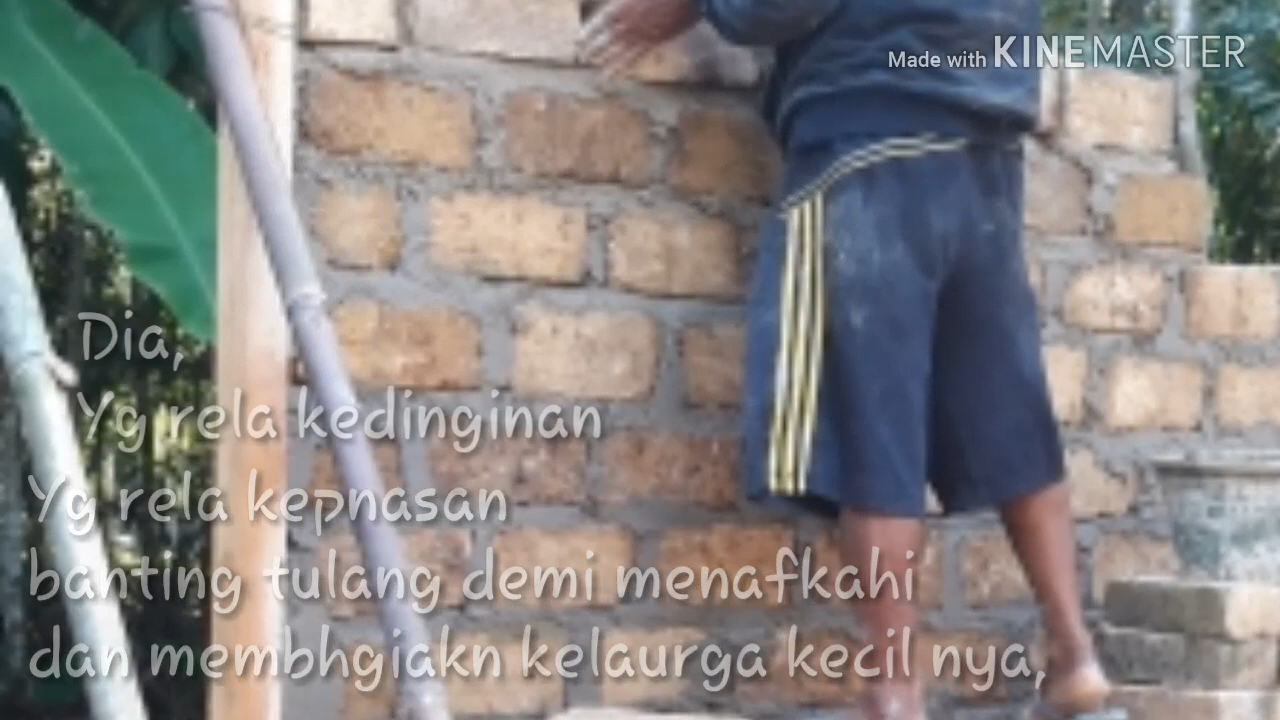 Made with KINEMASTER
Dia,
Yg rela kedinginan
Yg rela kepnasan
banting tulang demi menafkahi
dan membhgiakn kelaurga kecil nya,